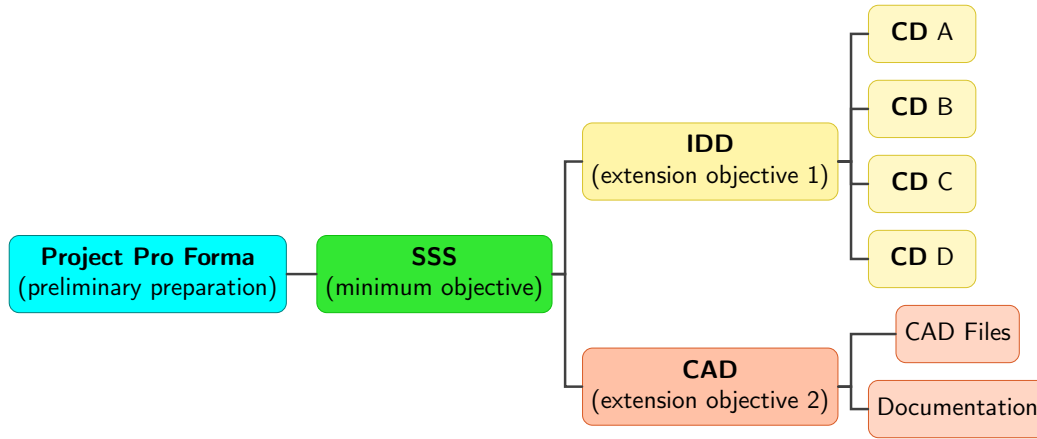 Project Pro Forma
(preliminary preparation)
SSS
(minimum objective)
IDD
(extension objective 1)
CD A
CD B
CD C
CD D
CAD
(extension objective 2)
CAD Files
Documentation